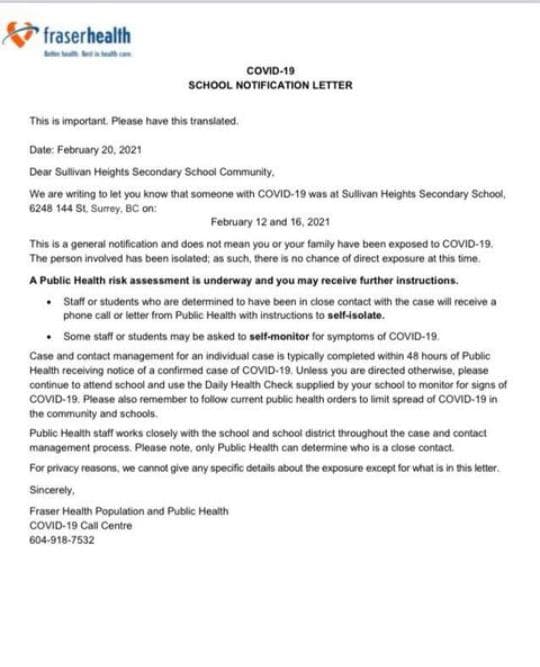 fraserhealth
Better health. Best in health care.
COVID-19
SCHOOL NOTIFICATION LETTER
This is important. Please have this translated.
Date: February 20, 2021
Dear Sullivan Heights Secondary School Community,
We are writing to let you know that someone with COVID-19 was at Sullivan Heights Secondary School,
6248 144 St, Surrey, BC on:
February 12 and 16, 2021
This is a general notification and does not mean you or your family have been exposed to COVID-19.
The person involved has been isolated; as such, there is no chance of direct exposure at this time.
A Public Health risk assessment is underway and you may receive further instructions.
• Staff or students who are determined to have been in close contact with the case will receive a
phone call or letter from Public Health with instructions to self-isolate.
• Some staff or students may be asked to self-monitor for symptoms of COVID-19.
Case and contact management for an individual case is typically completed within 48 hours of Public
Health receiving notice of a confirmed case of COVID-19. Unless you are directed otherwise, please
continue to attend school and use the Daily Health Check supplied by your school to monitor for signs of
COVID-19. Please also remember to follow current public health orders to limit spread of COVID-19 in
the community and schools.
Public Health staff works closely with the school and school district throughout the case and contact
management process. Please note, only Public Health can determine who is a close contact.
For privacy reasons, we cannot give any specific details about the exposure except for what is in this letter.
Sincerely,
Fraser Health Population and Public Health
COVID-19 Call Centre
604-918-7532